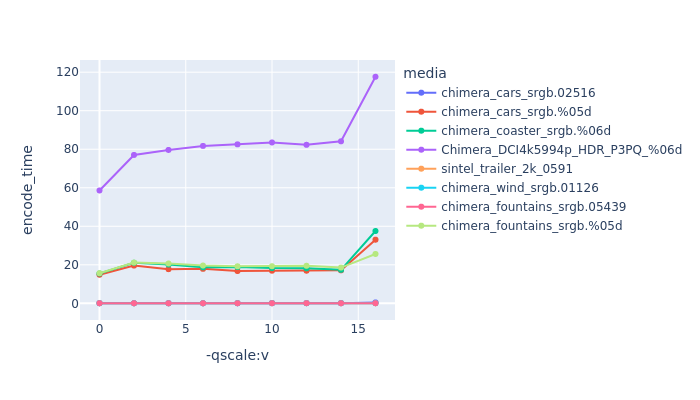 media
chimera_cars_srgb.02516
chimera_cars_srgb.%05d
chimera_coaster_srgb.%06d
Chimera_DCI4k5994p_HDR_P3PQ_%06d
sintel_trailer_2k_0591
chimera_wind_srgb.01126
chimera_fountains_srgb.05439
chimera_fountains_srgb.%05d
encode_time
120
100
80
60
40
20
0
0 5 10 15
-qscale:v